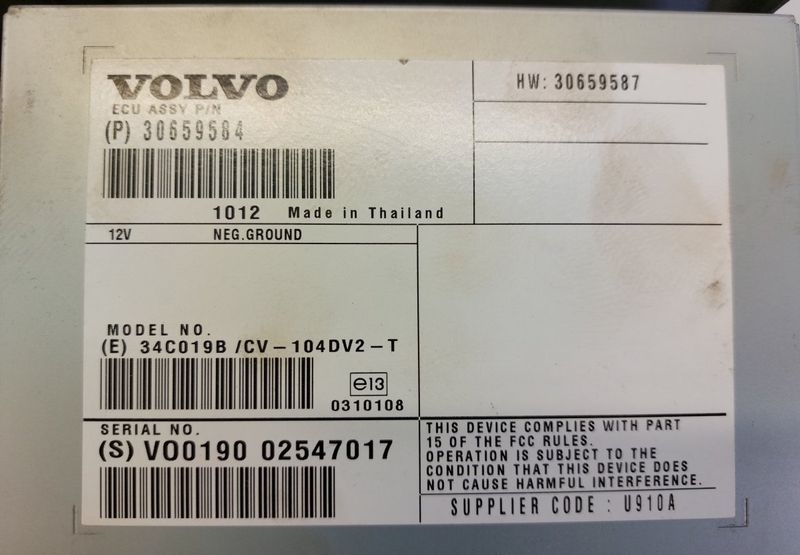 VOLVO
ECU ASSY P/N
(P) 30659584
1012 Made in Thailand
HW: 30659587
12V NEG.GROUND
MODEL NO.
(E) 34C019B /CV-104DV2-T
e13
0310108
SERIAL NO.
(S) VO0190 02547017
THIS DEVICE COMPLIES WITH PART
15 OF THE FCC RULES.
OPERATION IS SUBJECT TO THE
CONDITION THAT THIS DEVICE DOES
NOT CAUSE HARMFUL INTERFERENCE.
SUPPLIER CODE : U910A